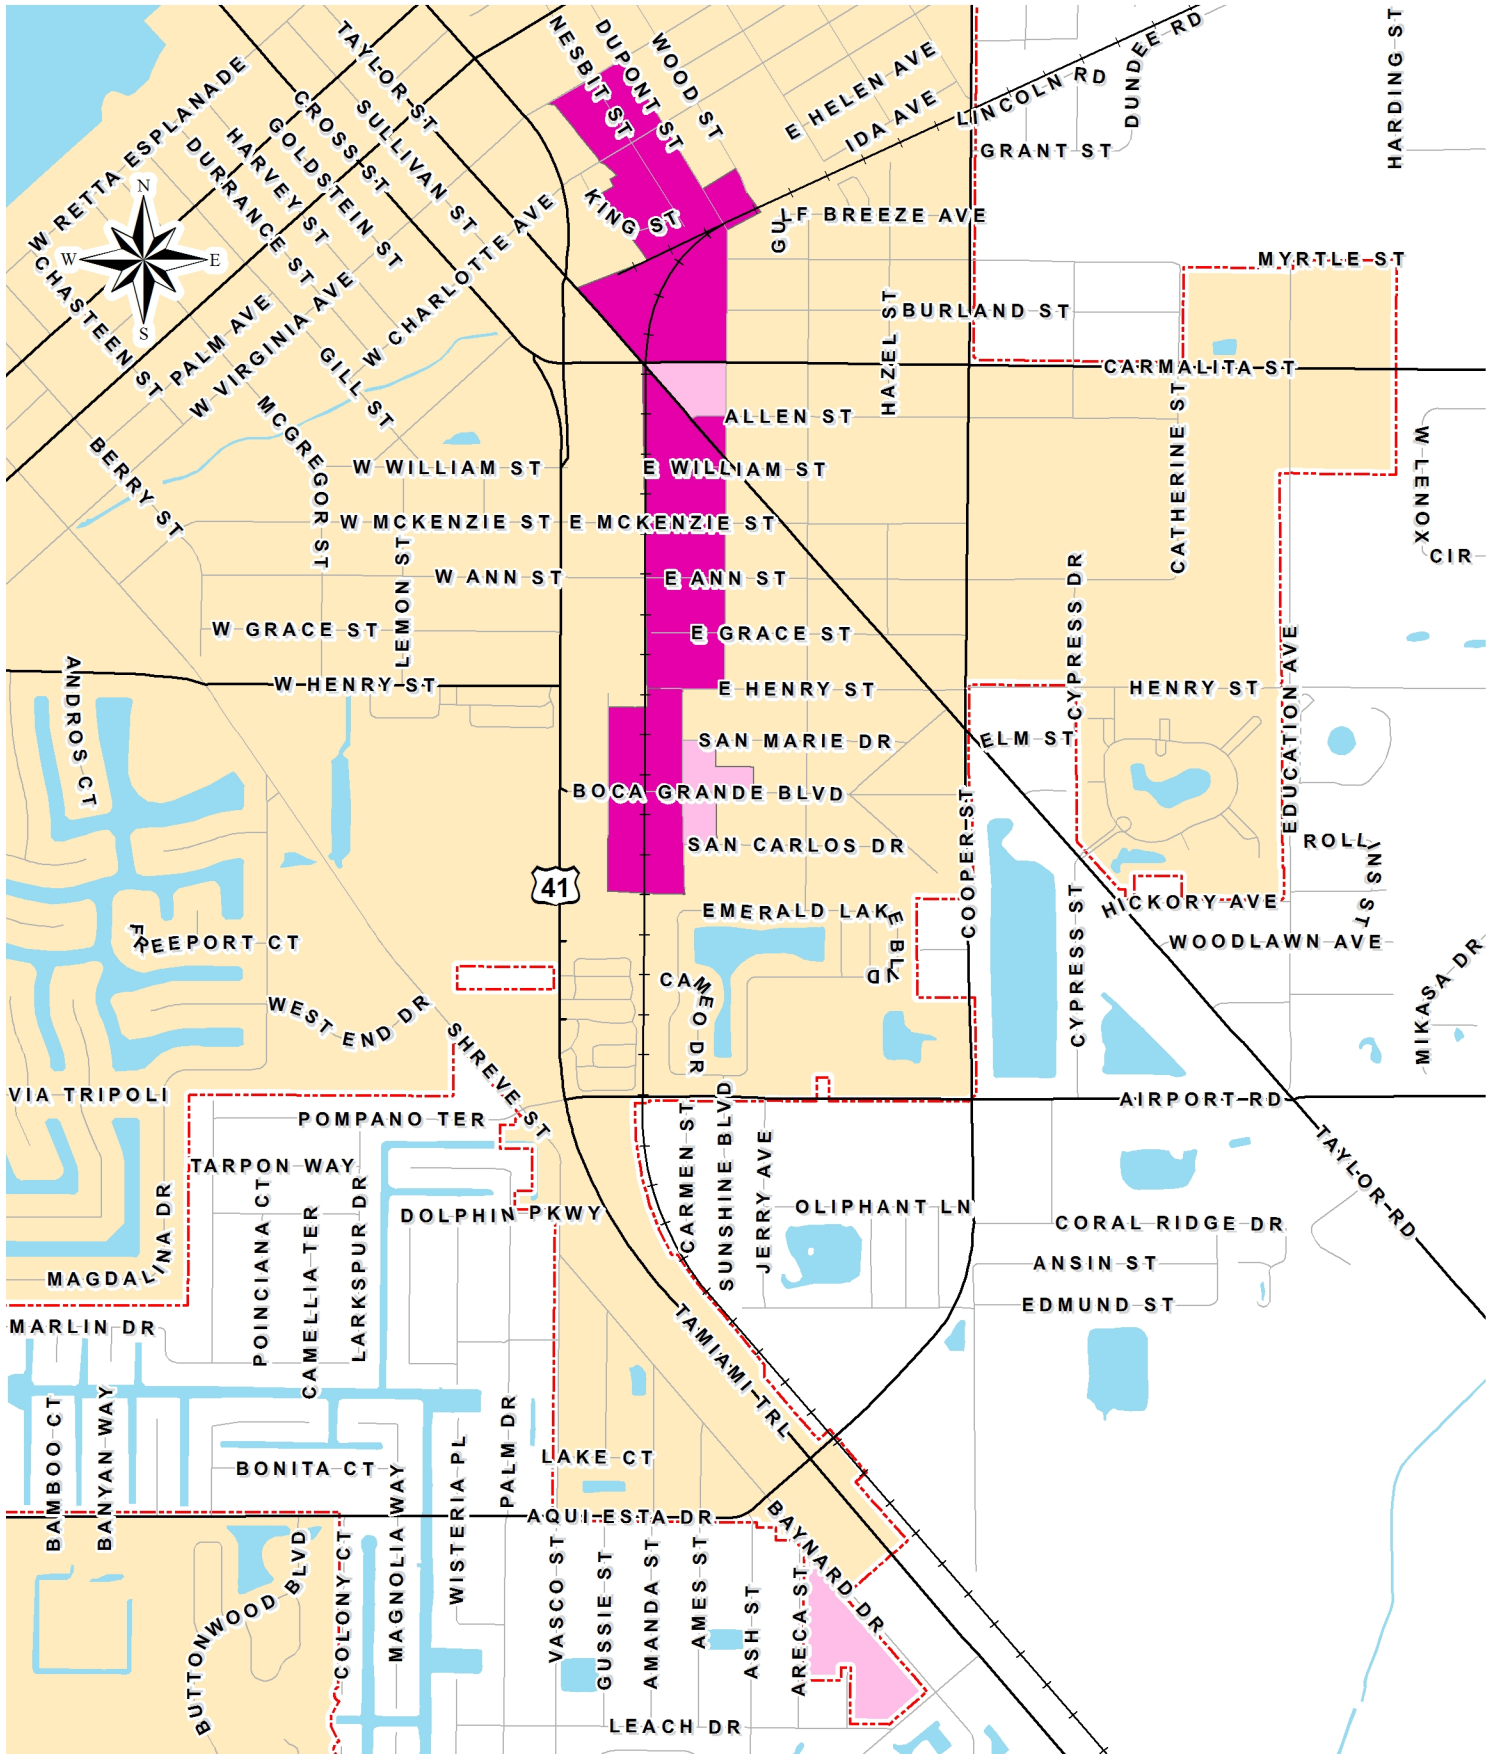 TAYLOR ST
NESBIT ST
DUPONT ST
WOOD ST
E HELEN AVE
IDA AVE
LINCOLN RD
DUNDEE RD
HARDING ST
GRANT ST
W RETTA ESPLANADE
CROSS ST
SULLIVAN ST
GOLDSTEIN ST
HARVEY ST
DURRANCE ST
N
W
E
S
CHASTEEN ST
PALM AVE
W VIRGINIA AVE
W CHARLOTTE AVE
KING ST
GULF BREEZE AVE
MYRTLE ST
HAZEL ST
BURLAND ST
CARMALITA ST
GILL ST
MCGREGOR ST
BERRY ST
ALLEN ST
CATHERINE ST
W LENOX CIR
W WILLIAM ST
E WILLIAM ST
W MCKENZIE ST
E MCKENZIE ST
LEMON ST
W ANN ST
E ANN ST
CYPRESS DR
W GRACE ST
E GRACE ST
EDUCATION AVE
ANDROS CT
W HENRY ST
E HENRY ST
HENRY ST
SAN MARIE DR
ELM ST
BOCA GRANDE BLVD
COOPER ST
SAN CARLOS DR
ROLLINS ST
41
EMERALD LAKE BLVD
HICKORY AVE
CYPRESS ST
WOODLAWN AVE
FREEPORT CT
CAMEO DR
MIKASA DR
WEST END DR
SHREVE ST
VIA TRIPOLI
AIRPORT RD
POMPANO TER
CARMEN ST
SUNSHINE BLVD
JERRY AVE
TAYLOR RD
TARPON WAY
POINCIANA CT
CAMELLIA TER
LARKSPUR DR
DOLPHIN PKWY
OLIPHANT LN
CORAL RIDGE DR
ANSIN ST
MAGDALINA DR
EDMUND ST
MARLIN DR
TAMIAMI TRL
BAMBOO CT
BANYAN WAY
PALM DR
WISTERIA PL
LAKE CT
BONITA CT
MAGNOLIA WAY
AQUI ESTA DR
BAYNARD DR
BUTTONWOOD BLVD
COLONY CT
VASCO ST
GUSSIE ST
AMANDA ST
AMES ST
ASH ST
ARECA ST
LEACH DR